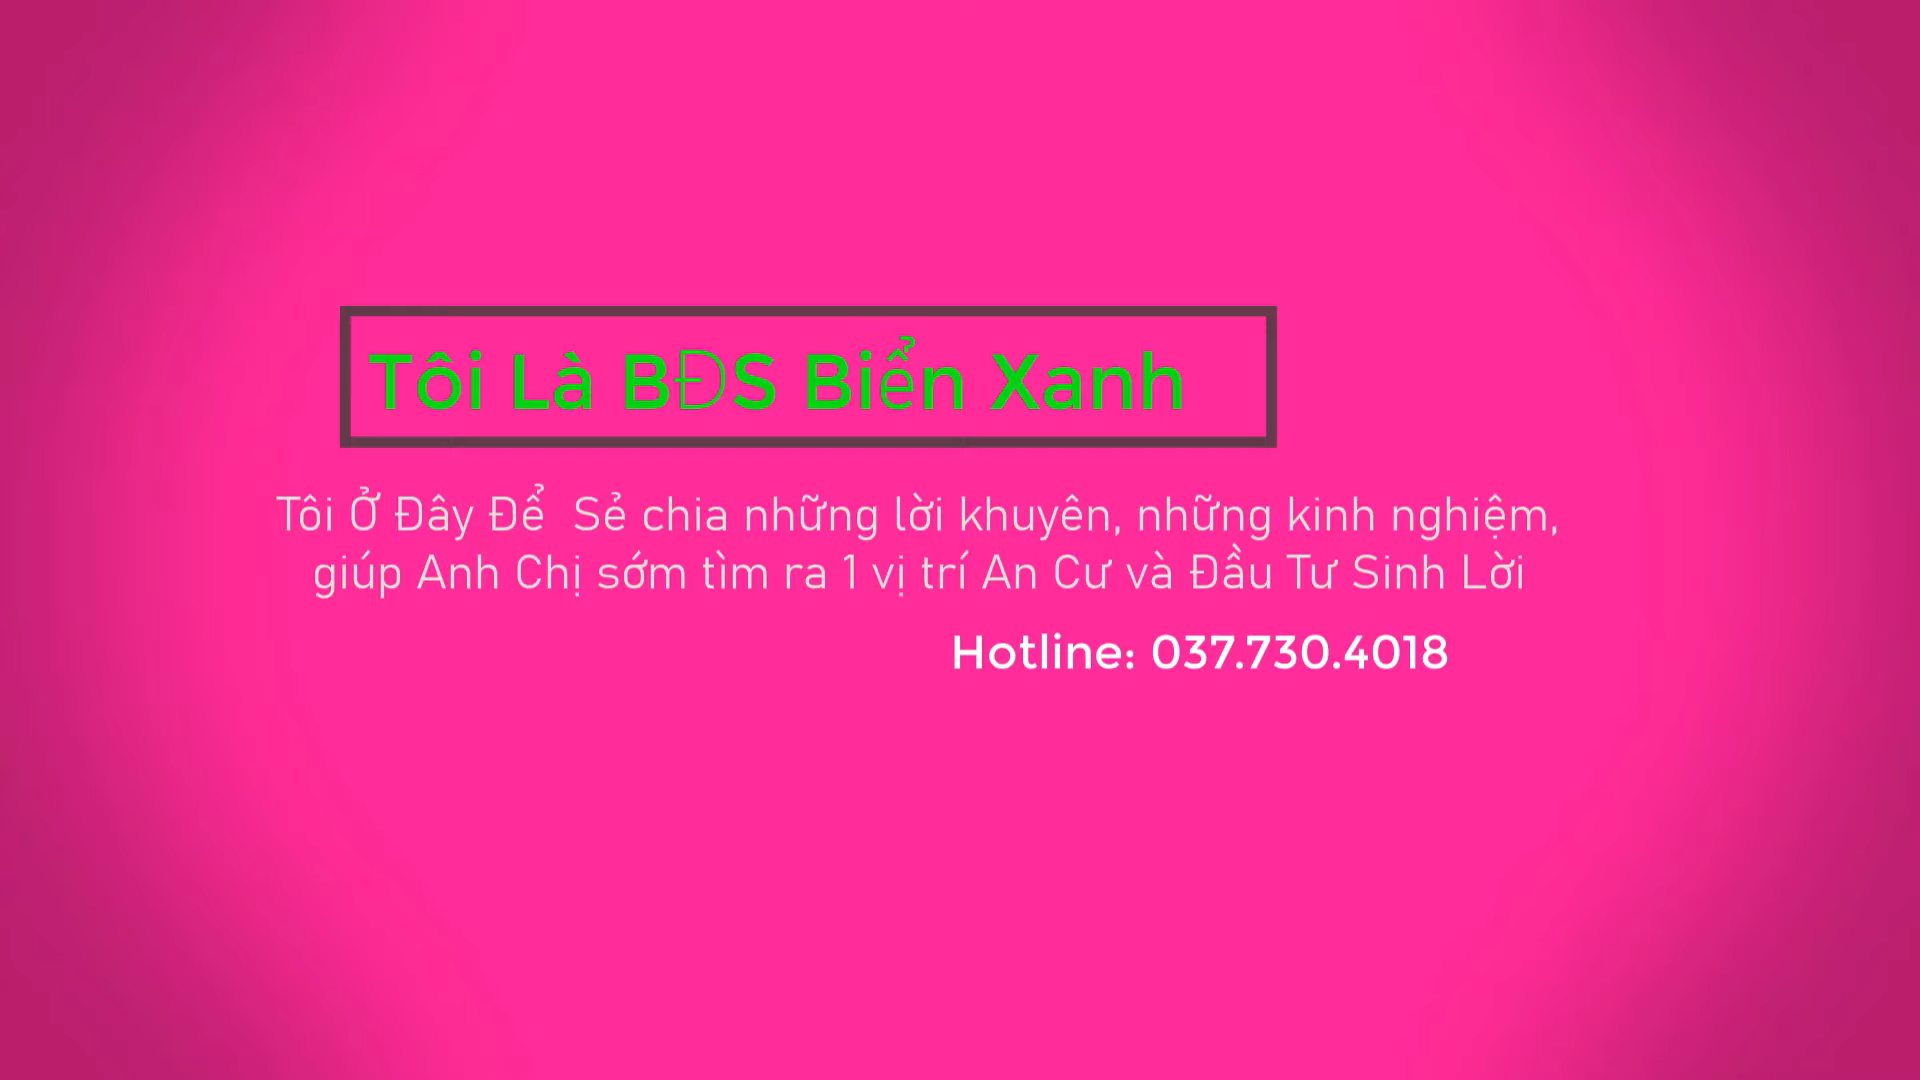 Tôi Là BĐS Biển Xanh
Tôi Ở Đây Để  Sẻ chia những lời khuyên, những kinh nghiệm,
giúp Anh Chị sớm tìm ra 1 vị trí An Cư và Đầu Tư Sinh Lời
Hotline: 037.730.4018